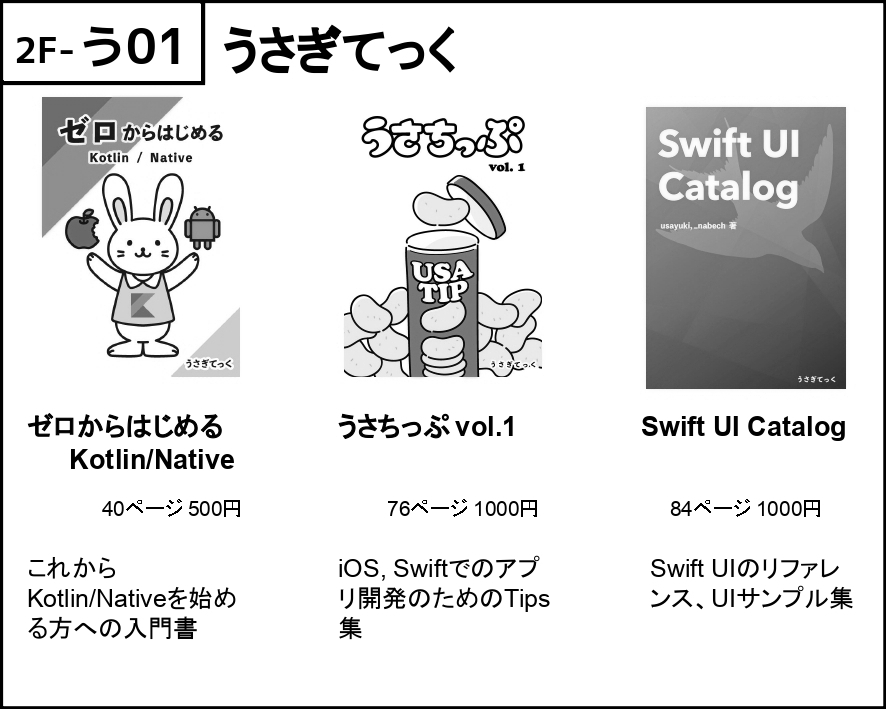 2F-う01
うさぎてっく
ゼロからはじめる
Kotlin / Native
うさぎてっく
うさちっぷ
vol. 1
USA
TIP
うさぎてっく
Swift UI
Catalog
usayuki, _nabech 著
うさぎてっく
ゼロからはじめる
Kotlin/Native
40ページ 500円
これから
Kotlin/Nativeを始め
る方への入門書
うさちっぷ vol.1
76ページ 1000円
iOS, Swiftでのアプ
リ開発のためのTips
集
Swift UI Catalog
84ページ 1000円
Swift UIのリファレ
ンス、UIサンプル集